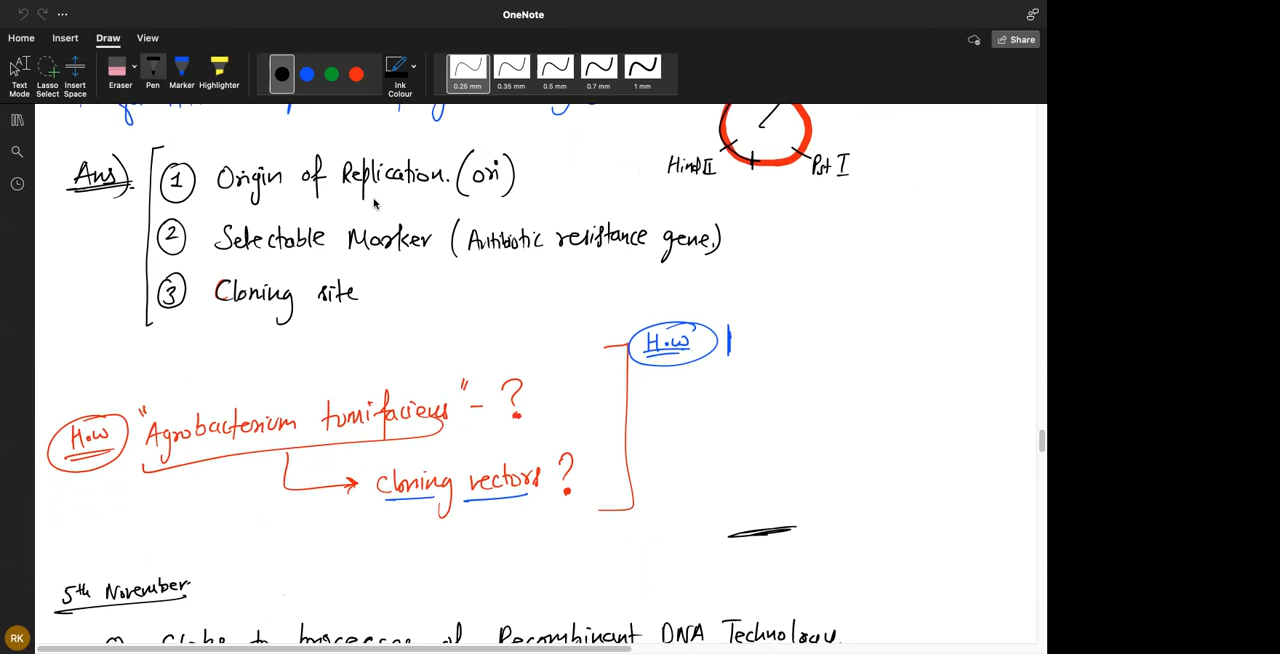 OneNote
Home Insert Draw View
Share
Text Mode
Lasso Select
Insert Space
Eraser
Pen
Marker
Highlighter
Ink Colour
0.25 mm 0.35 mm 0.5 mm 0.7 mm 1 mm
Hind II
Pst I
Ans)
1 Origin of Replication. (ori)
2 Selectable Marker (Antibiotic resistance gene.)
3 Cloning site
H.W
H.W "Agrobacterium tumifaciens" - ?
→ cloning vectors ?
5th November
Recombinant DNA Technology.
RK